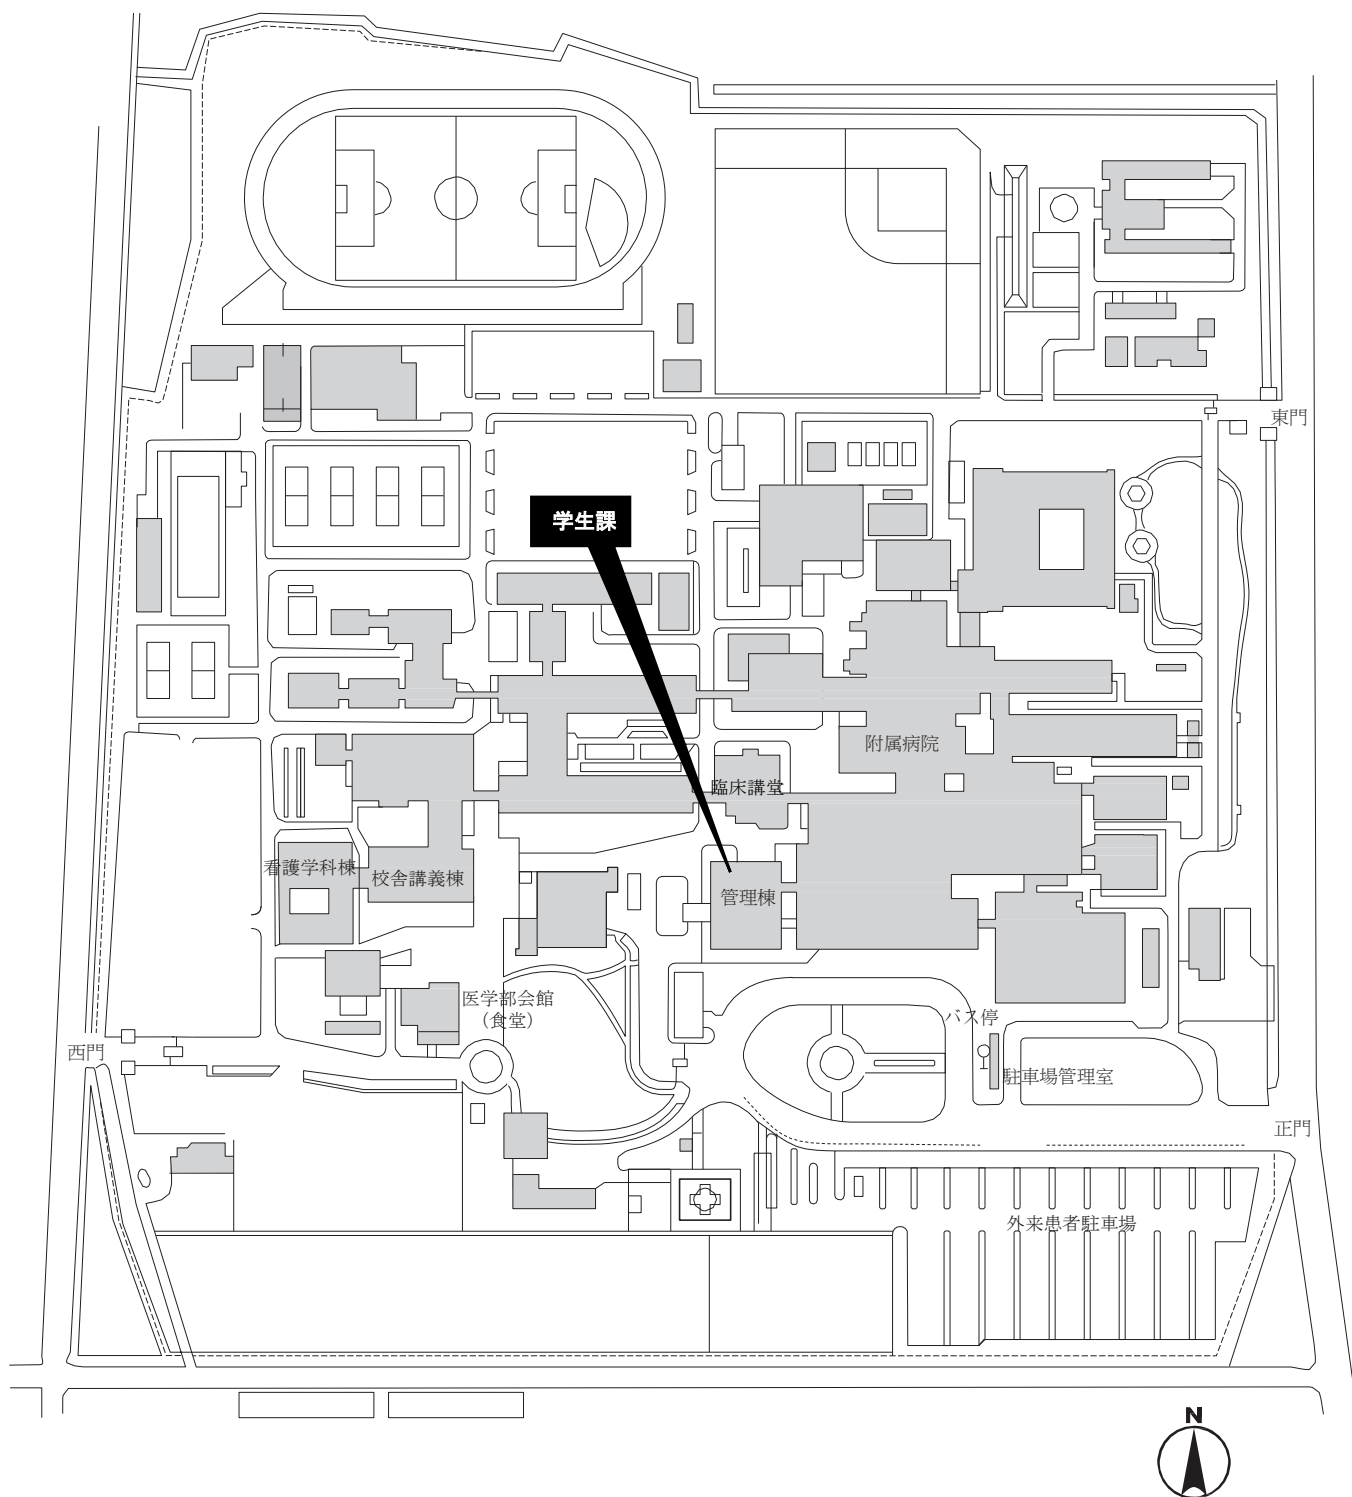 東門
学生課
附属病院
臨床講堂
看護学科棟
校舎講義棟
管理棟
医学部会館
（食堂）
バス停
西門
駐車場管理室
正門
外来患者駐車場
N